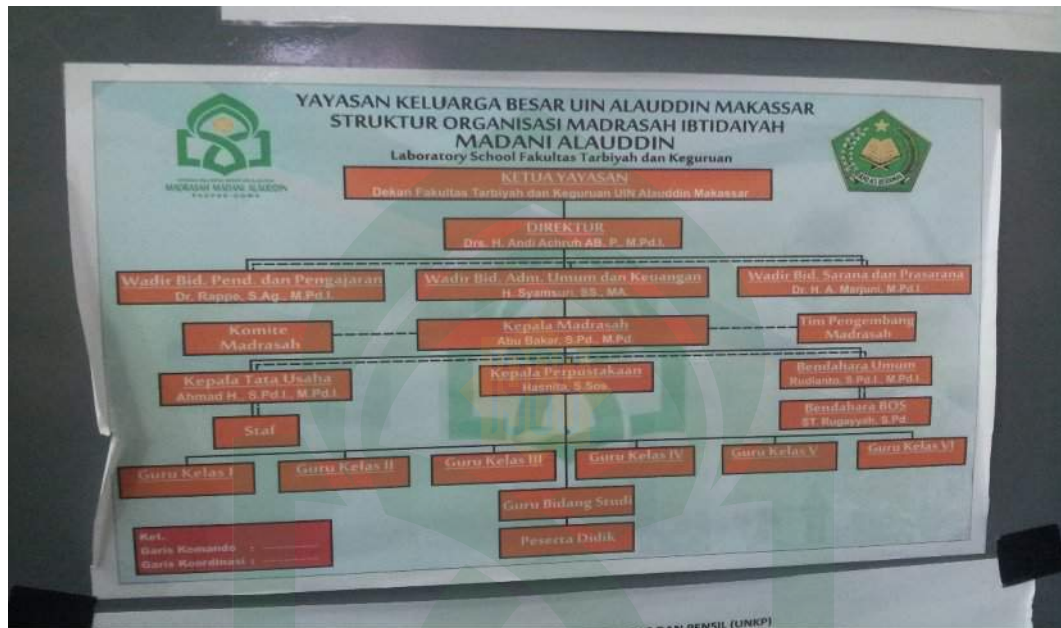 YAYASAN KELUARGA BESAR UIN ALAUDDIN MAKASSAR
STRUKTUR ORGANISASI MADRASAH IBTIDAIYAH
MADANI ALAUDDIN
Laboratory School Fakultas Tarbiyah dan Keguruan
MADRASAH MADANI ALAUDDIN
IKHLAS BERAMAL
KETUA YAYASAN
Dekan Fakultas Tarbiyah dan Keguruan UIN Alauddin Makassar
DIREKTUR
Drs. H. Andi Achruh AB. P., M.Pd.I.
Wadir Bid. Pend. dan Pengajaran
Dr. Rappe, S.Ag., M.Pd.I.
Wadir Bid. Adm. Umum dan Keuangan
H. Syamsuri, SS., MA.
Wadir Bid. Sarana dan Prasarana
Dr. H. A. Marjuni, M.Pd.I.
Komite
Madrasah
Kepala Madrasah
Abu Bakar, S.Pd., M.Pd.
Tim Pengembang
Madrasah
Kepala Tata Usaha
Ahmad H., S.Pd.I., M.Pd.I.
Kepala Perpustakaan
Hasnita, S.Sos.
Bendahara Umum
Rudianto, S.Pd.I., M.Pd.I.
Staf
Bendahara BOS
ST. Rugayyah, S.Pd.
Guru Kelas I
Guru Kelas II
Guru Kelas III
Guru Kelas IV
Guru Kelas V
Guru Kelas VI
Guru Bidang Studi
Peserta Didik
Ket.
Garis Komando :
Garis Koordinasi :
PENSIL (UNKP)